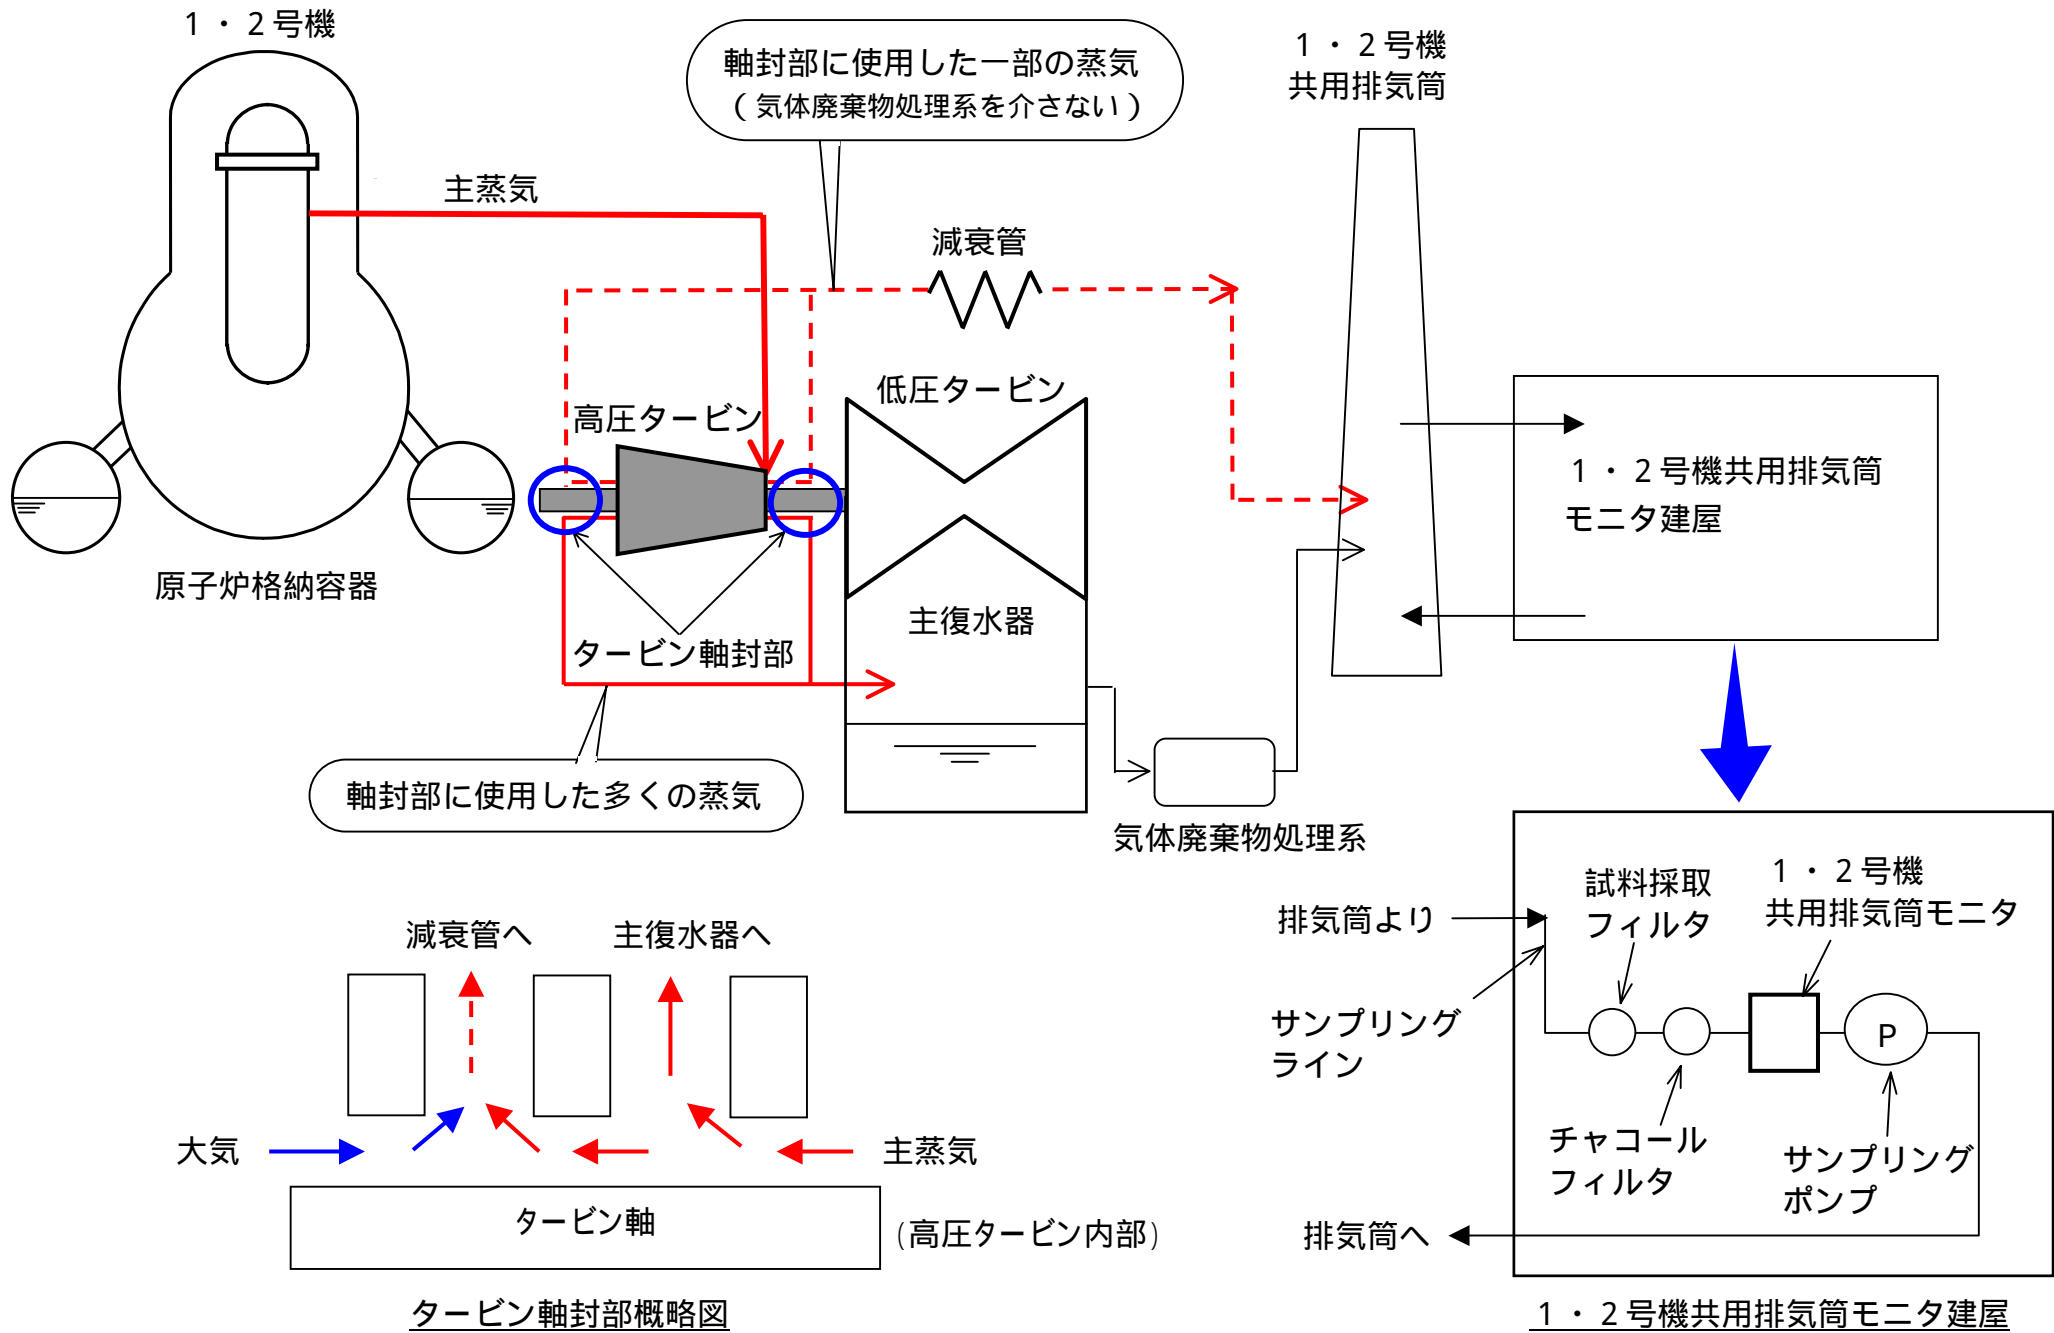 １・２号機
軸封部に使用した一部の蒸気
（気体廃棄物処理系を介さない）
１・２号機
共用排気筒
主蒸気
減衰管
低圧タービン
高圧タービン
１・２号機共用排気筒
モニタ建屋
原子炉格納容器
主復水器
タービン軸封部
軸封部に使用した多くの蒸気
気体廃棄物処理系
減衰管へ
主復水器へ
大気
主蒸気
タービン軸
(高圧タービン内部)
タービン軸封部概略図
試料採取
フィルタ
１・２号機
共用排気筒モニタ
排気筒より
サンプリング
ライン
P
チャコール
フィルタ
サンプリング
ポンプ
排気筒へ
１・２号機共用排気筒モニタ建屋